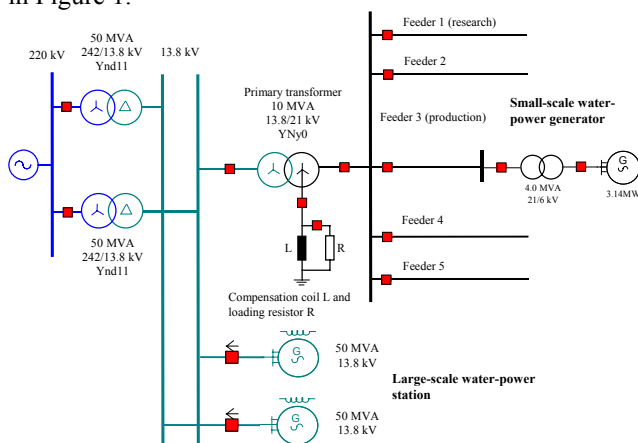 in Figure 1.
220 kV
50 MVA
242/13.8 kV
Ynd11
13.8 kV
Primary transformer
10 MVA
13.8/21 kV
YNy0
Feeder 1 (research)
Feeder 2
Feeder 3 (production)
Small-scale water-
power generator
G
4.0 MVA
21/6 kV
3.14MW
50 MVA
242/13.8 kV
Ynd11
L
R
Feeder 4
Feeder 5
Compensation coil L and
loading resistor R
G
50 MVA
13.8 kV
Large-scale water-power
station
G
50 MVA
13.8 kV